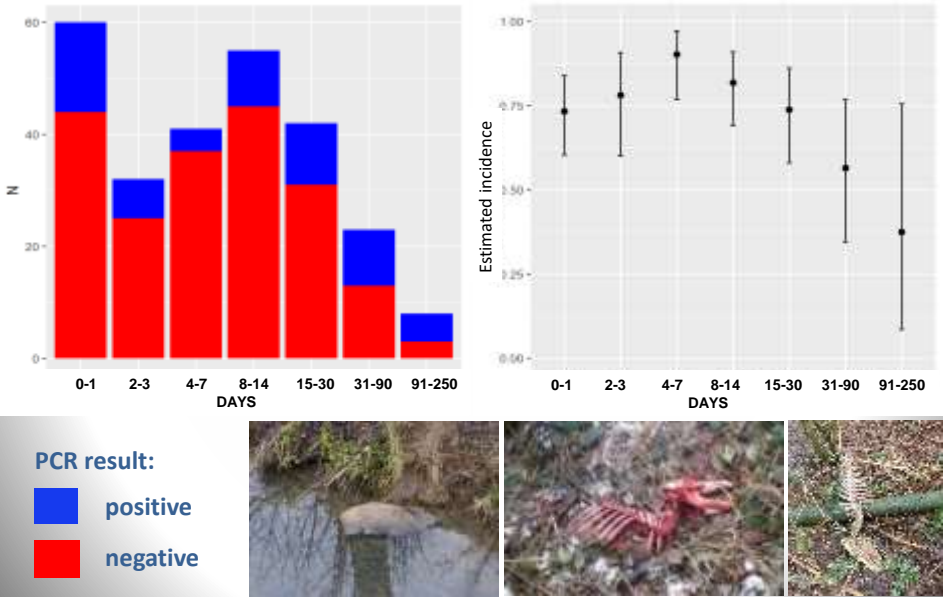 60
40
20
0
N
0-1 2-3 4-7 8-14 15-30 31-90 91-250
DAYS
1.00
0.75
0.50
0.25
0.00
Estimated incidence
0-1 2-3 4-7 8-14 15-30 31-90 91-250
DAYS
PCR result:
positive
negative